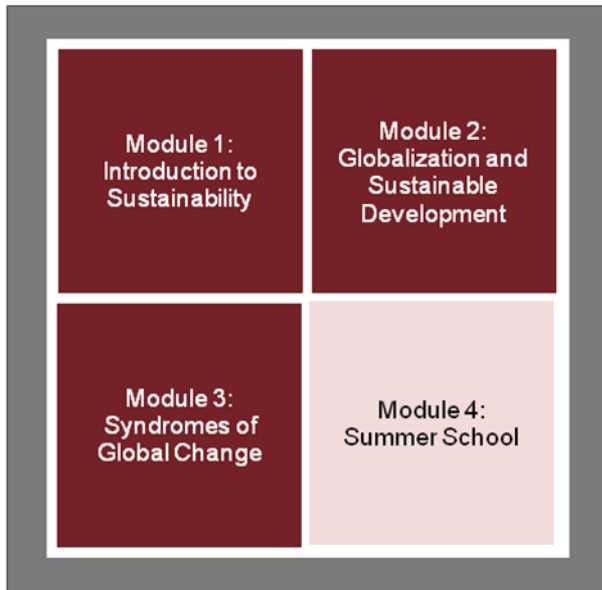 Module 1:
Introduction to
Sustainability
Module 2:
Globalization and
Sustainable
Development
Module 3:
Syndromes of
Global Change
Module 4:
Summer School